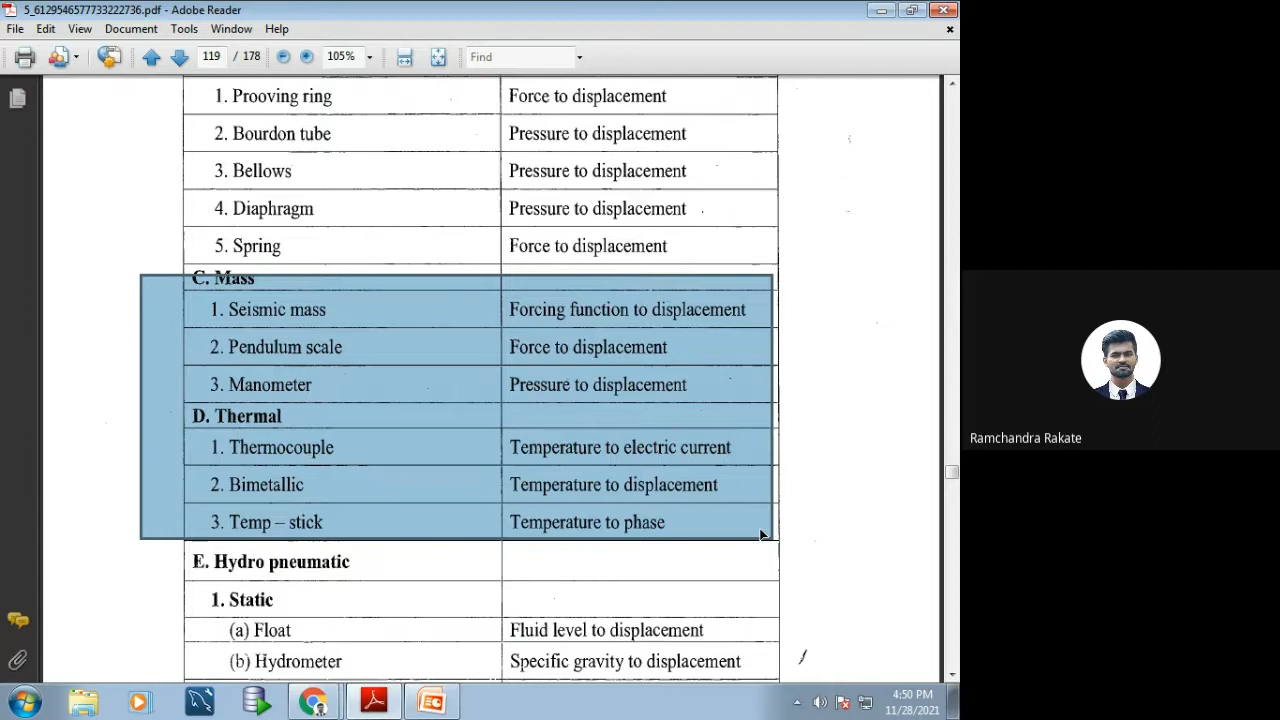 5_6129546577733222736.pdf - Adobe Reader
File Edit View Document Tools Window Help
119 / 178 105% Find
1. Prooving ring Force to displacement
2. Bourdon tube Pressure to displacement
3. Bellows Pressure to displacement
4. Diaphragm Pressure to displacement
5. Spring Force to displacement
C. Mass
1. Seismic mass Forcing function to displacement
2. Pendulum scale Force to displacement
3. Manometer Pressure to displacement
D. Thermal
1. Thermocouple Temperature to electric current
2. Bimetallic Temperature to displacement
3. Temp – stick Temperature to phase
E. Hydro pneumatic
1. Static
(a) Float Fluid level to displacement
(b) Hydrometer Specific gravity to displacement
Ramchandra Rakate
4:50 PM
11/28/2021